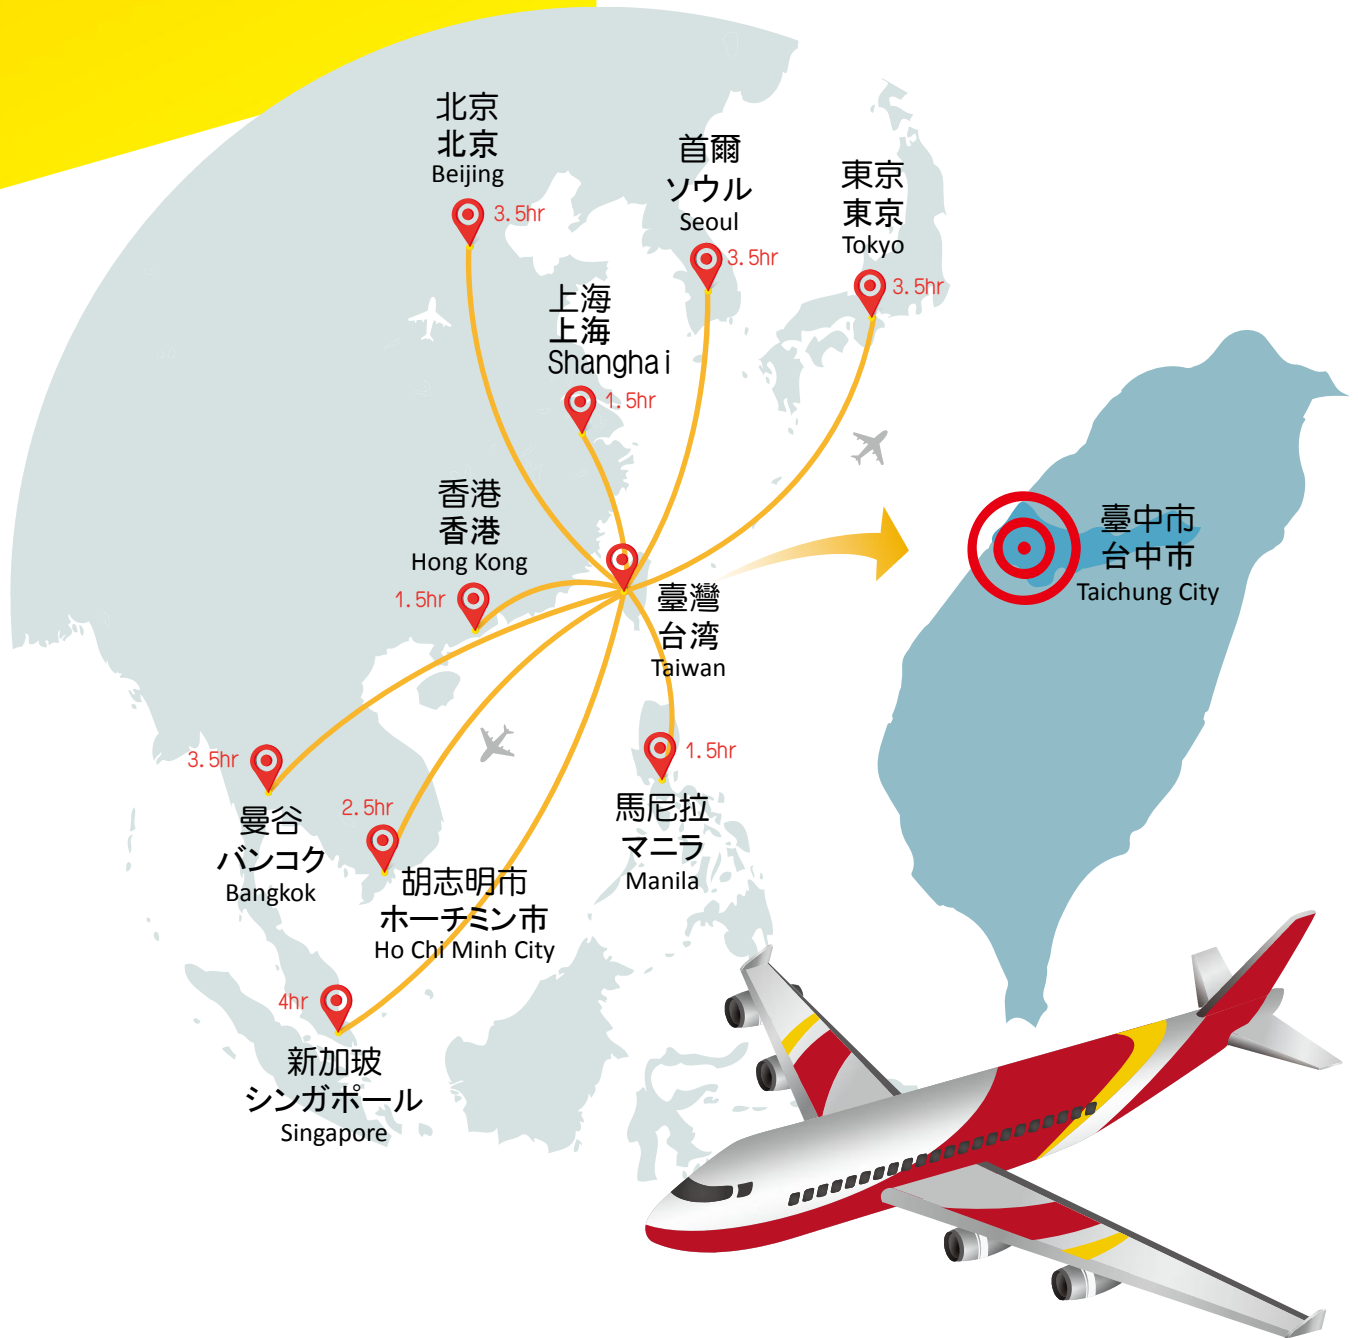 北京
北京
Beijing
3.5hr
首爾
ソウル
Seoul
3.5hr
東京
東京
Tokyo
3.5hr
上海
上海
Shanghai
1.5hr
香港
香港
Hong Kong
1.5hr
臺灣
台湾
Taiwan
臺中市
台中市
Taichung City
3.5hr
曼谷
バンコク
Bangkok
2.5hr
胡志明市
ホーチミン市
Ho Chi Minh City
1.5hr
馬尼拉
マニラ
Manila
4hr
新加玻
シンガポール
Singapore